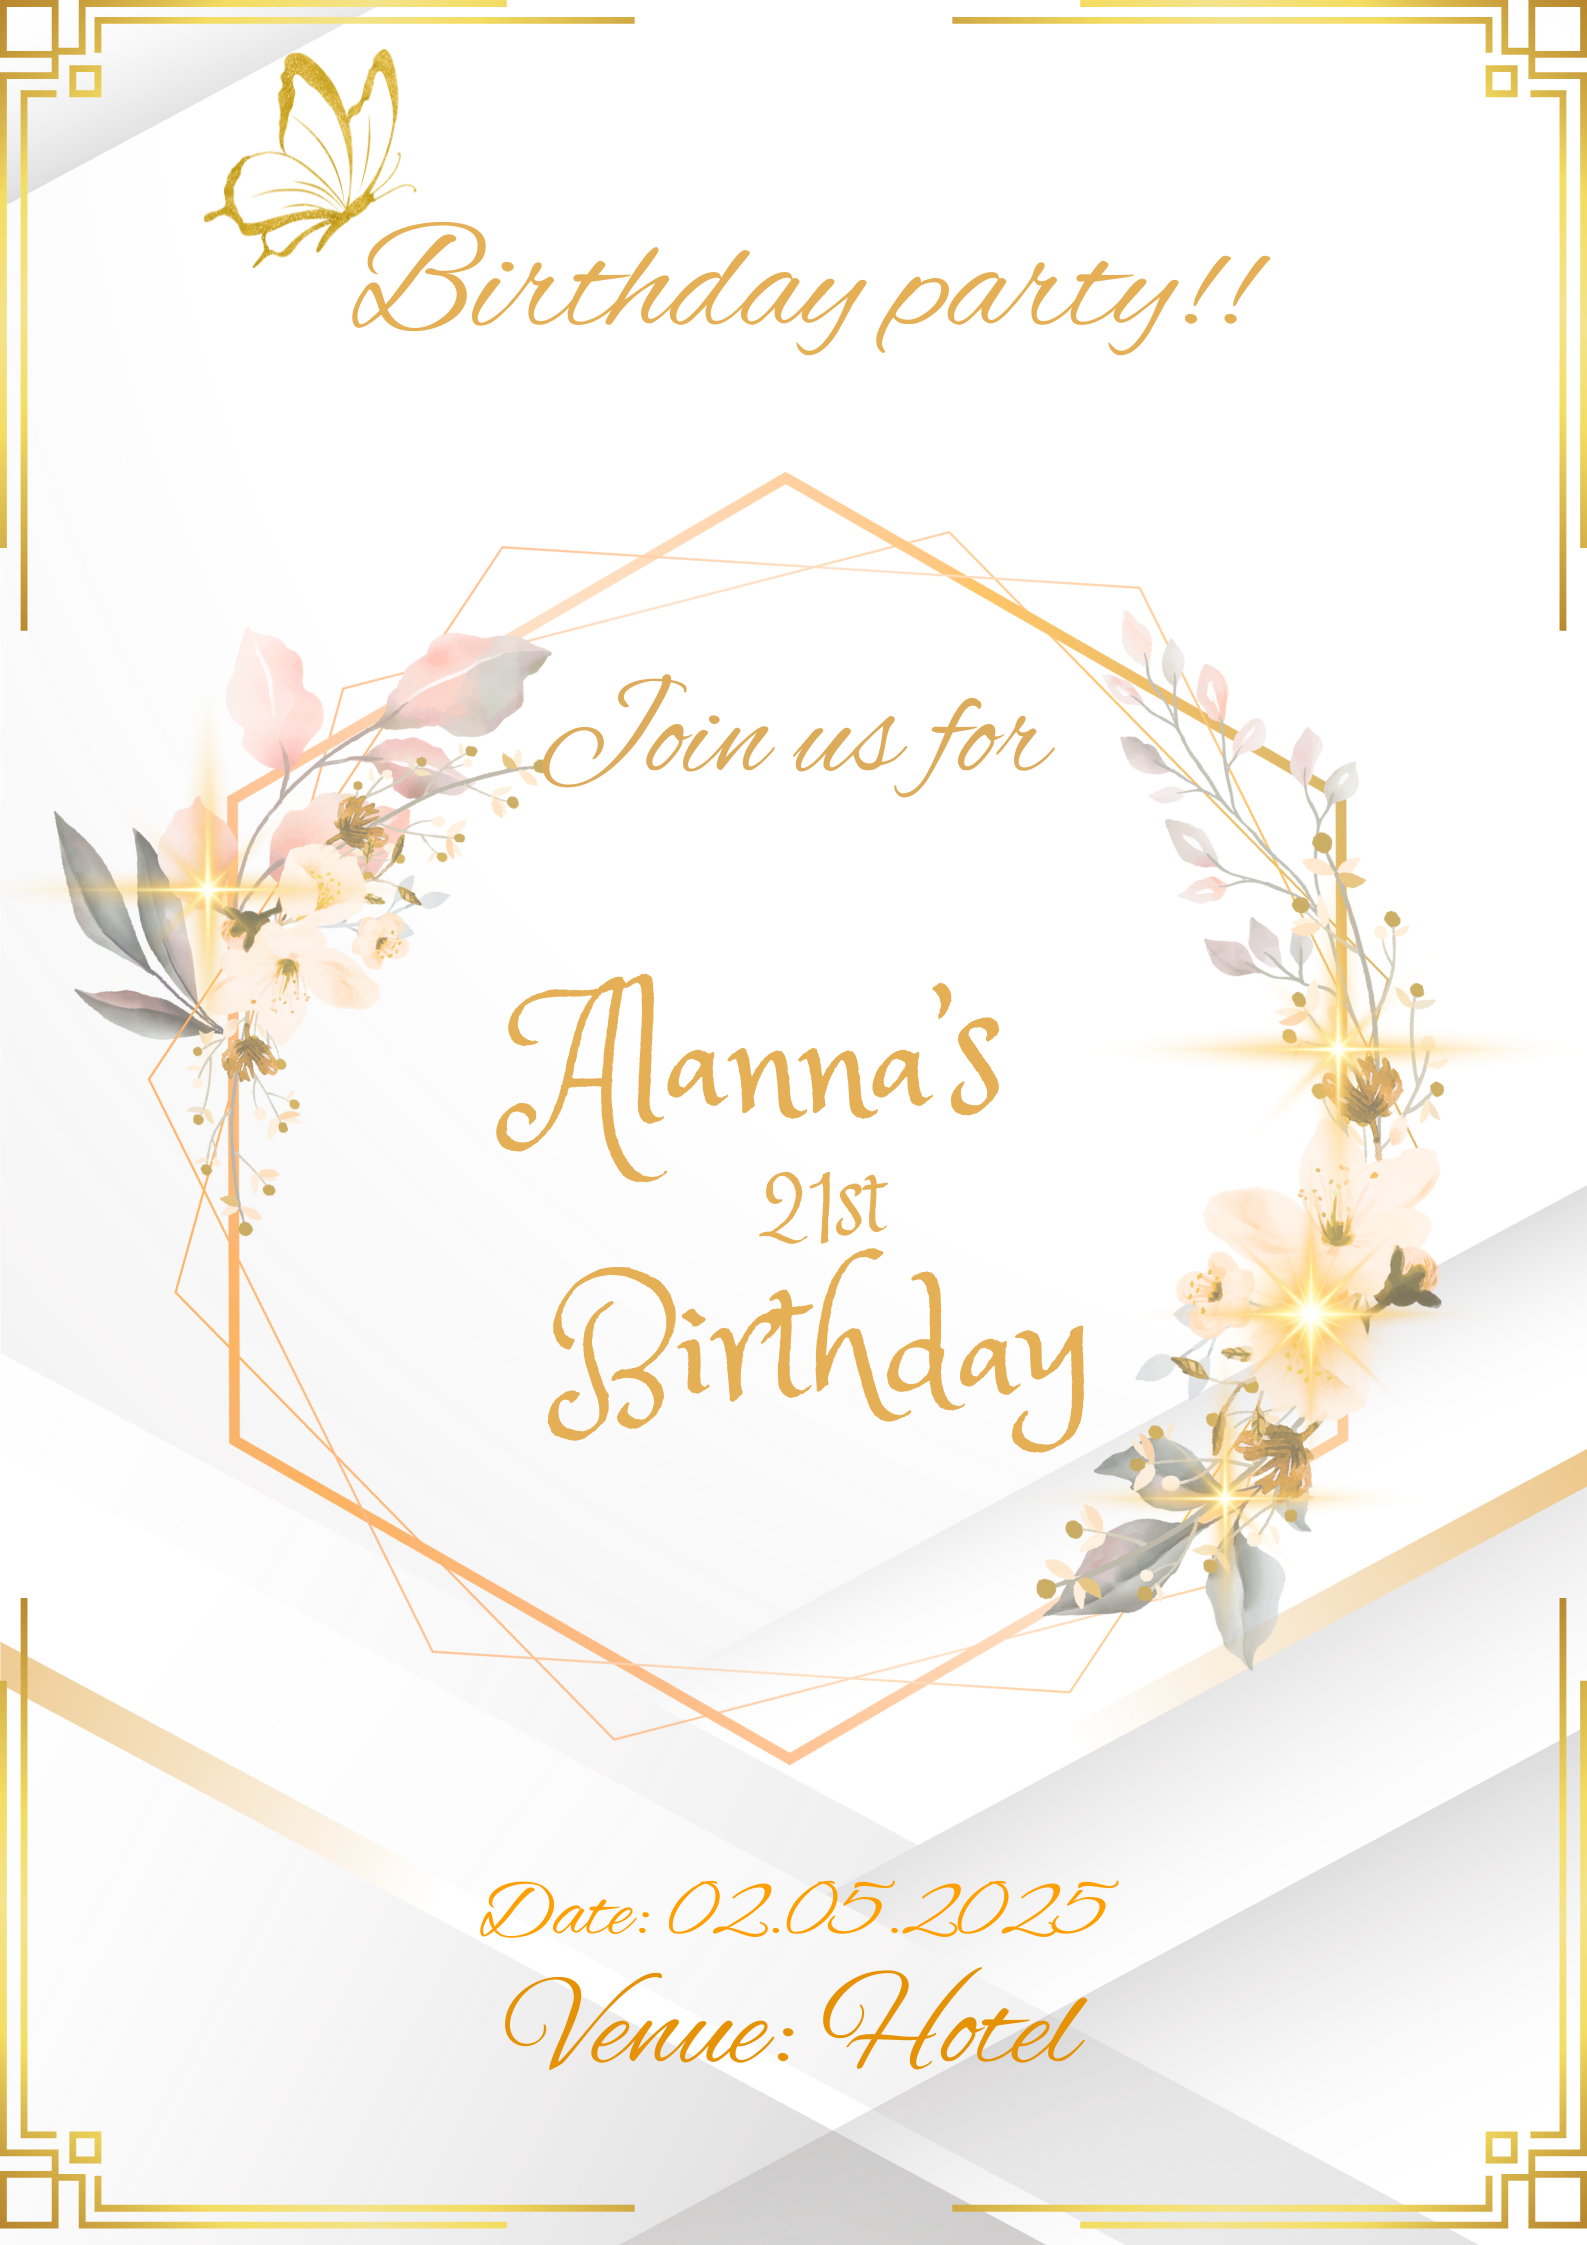 Birthday party!!
Join us for
Alanna's
21st
Birthday
Date: 02.05.2025
Venue: Hotel